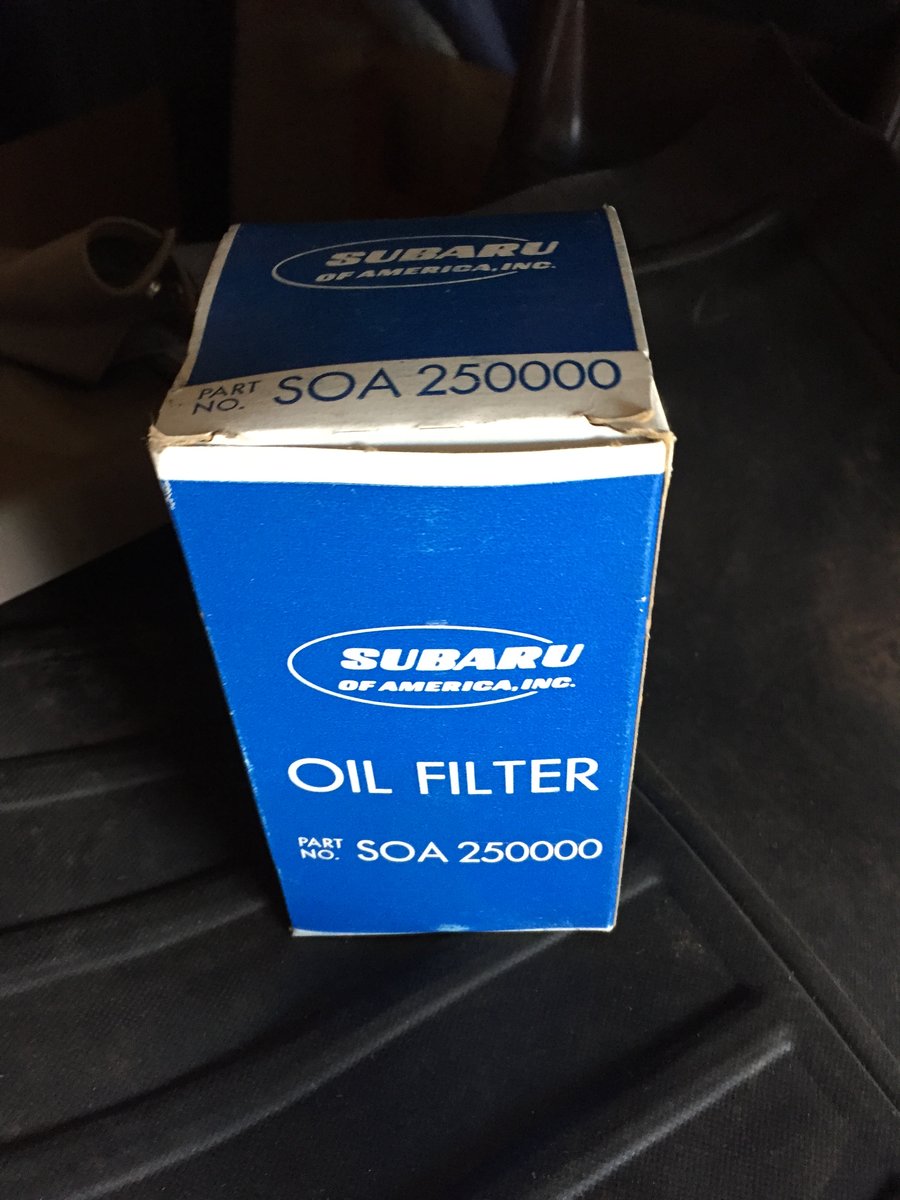 SUBARU
OF AMERICA, INC.
PART NO. SOA 250000
SUBARU
OF AMERICA, INC.
OIL FILTER
PART NO. SOA 250000